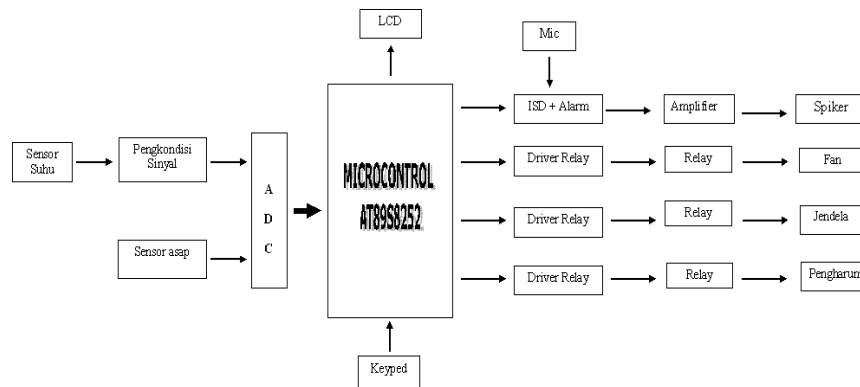 LCD
Mic
ISD + Alarm
Amplifier
Spiker
Sensor
Suhu
Pengkondisi
Sinyal
A
D
C
MICROCONTROL
AT89S8252
Driver Relay
Relay
Fan
Driver Relay
Relay
Jendela
Sensor asap
Driver Relay
Relay
Pengharum
Keyped